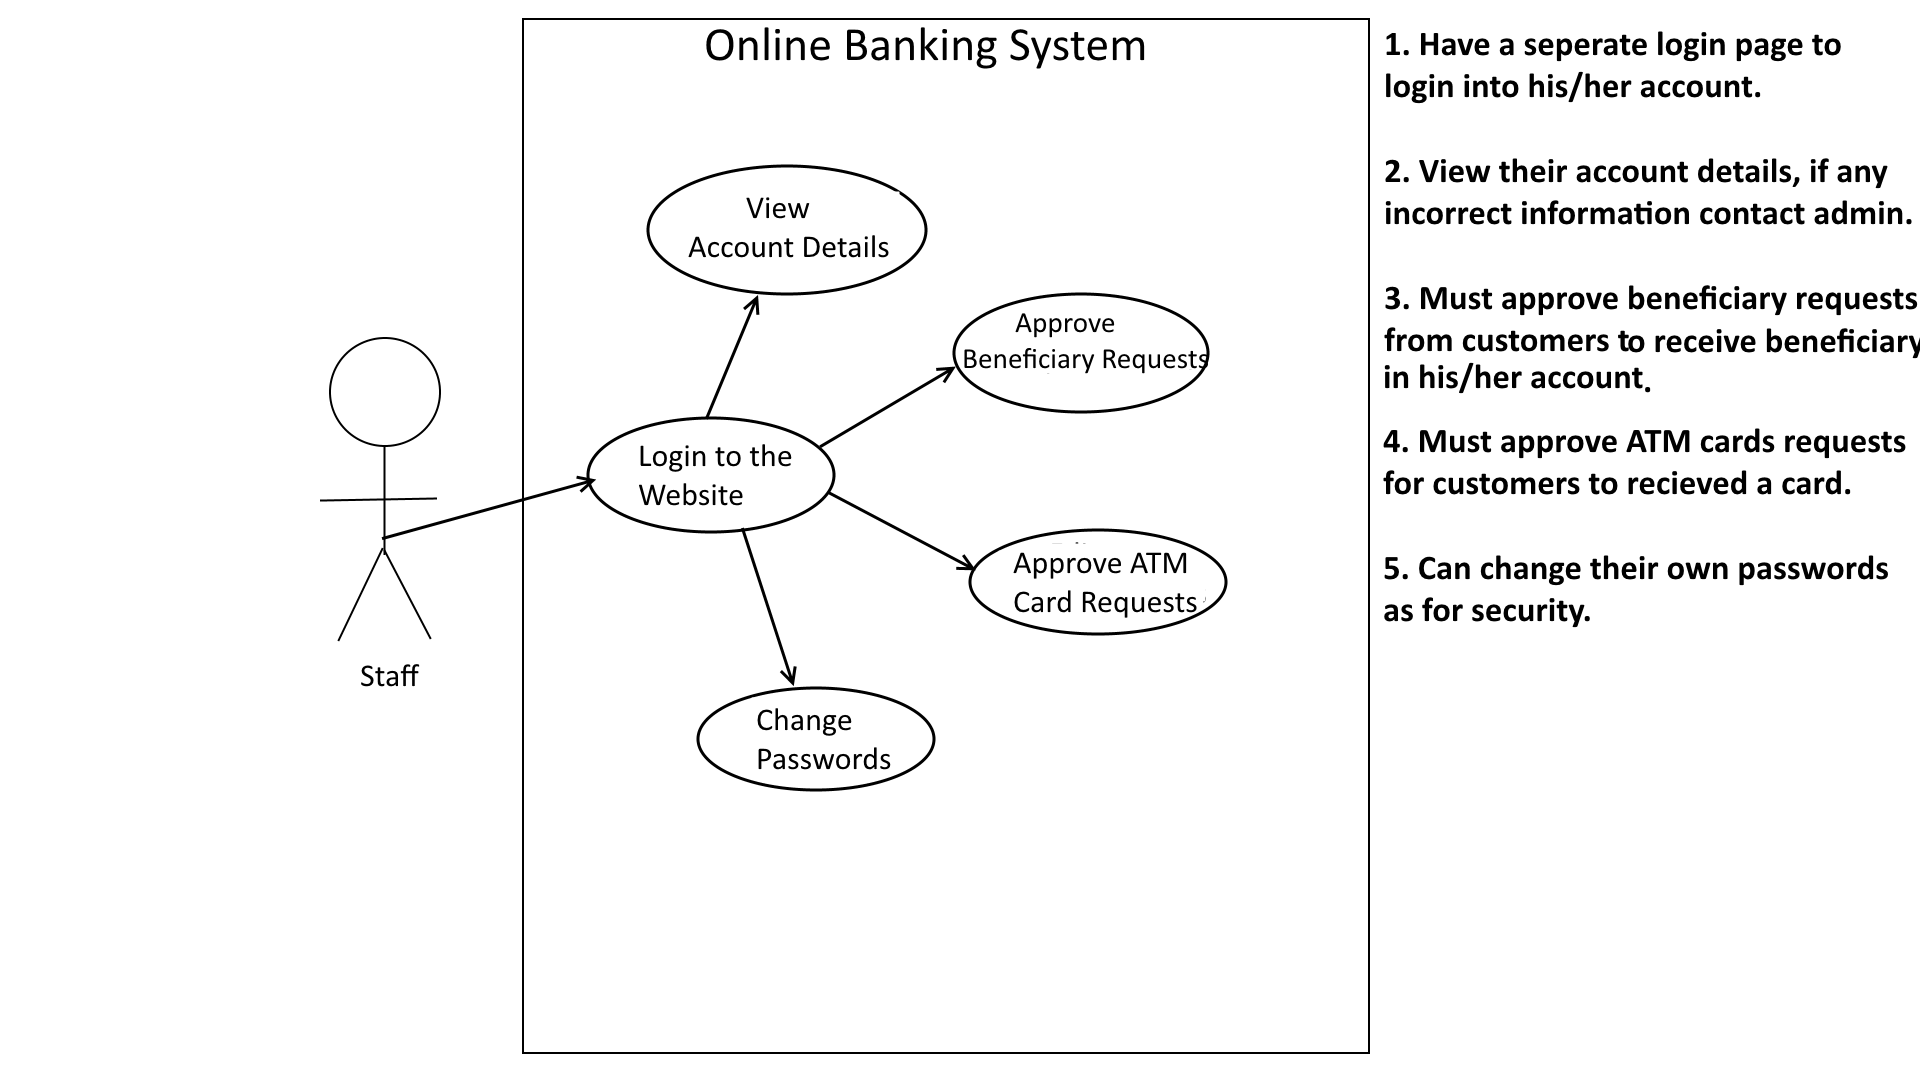 Online Banking System
View
Account Details
Approve
Beneficiary Requests
Login to the
Website
Approve ATM
Card Requests
Change
Passwords
Staff
1. Have a seperate login page to
login into his/her account.
2. View their account details, if any
incorrect information contact admin.
3. Must approve beneficiary requests
from customers to receive beneficiary
in his/her account.
4. Must approve ATM cards requests
for customers to recieved a card.
5. Can change their own passwords
as for security.